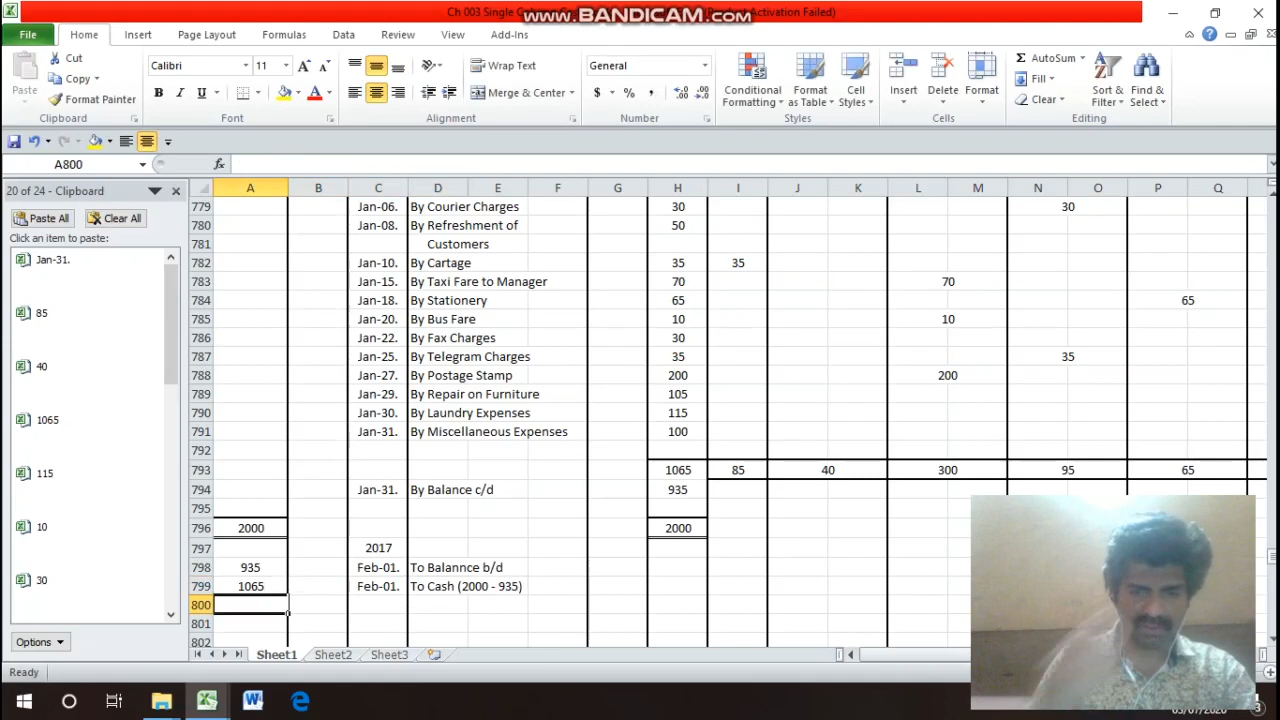 Ch 003 Single
www.BANDICAM.com
Activation Failed)
File Home Insert Page Layout Formulas Data Review View Add-Ins
Cut
Copy
Format Painter
Paste
Calibri 11
B I U
Wrap Text
Merge & Center
General
$ % ,
Conditional Formatting
Format as Table
Cell Styles
Insert Delete Format
AutoSum
Fill
Clear
Sort & Filter
Find & Select
Clipboard Font Alignment Number Styles Cells Editing
A800 fx
20 of 24 - Clipboard
Paste All Clear All
Click an item to paste:
Jan-31.
85
40
1065
115
10
30
Options
A B C D E F G H I J K L M N O P Q
779 Jan-06. By Courier Charges 30 30
780 Jan-08. By Refreshment of 50
781 Customers
782 Jan-10. By Cartage 35 35
783 Jan-15. By Taxi Fare to Manager 70 70
784 Jan-18. By Stationery 65 65
785 Jan-20. By Bus Fare 10 10
786 Jan-22. By Fax Charges 30
787 Jan-25. By Telegram Charges 35 35
788 Jan-27. By Postage Stamp 200 200
789 Jan-29. By Repair on Furniture 105
790 Jan-30. By Laundry Expenses 115
791 Jan-31. By Miscellaneous Expenses 100
792
793 1065 85 40 300 95 65
794 Jan-31. By Balance c/d 935
795
796 2000 2000
797 2017
798 935 Feb-01. To Balannce b/d
799 1065 Feb-01. To Cash (2000 - 935)
800
801
802
Sheet1 Sheet2 Sheet3
Ready